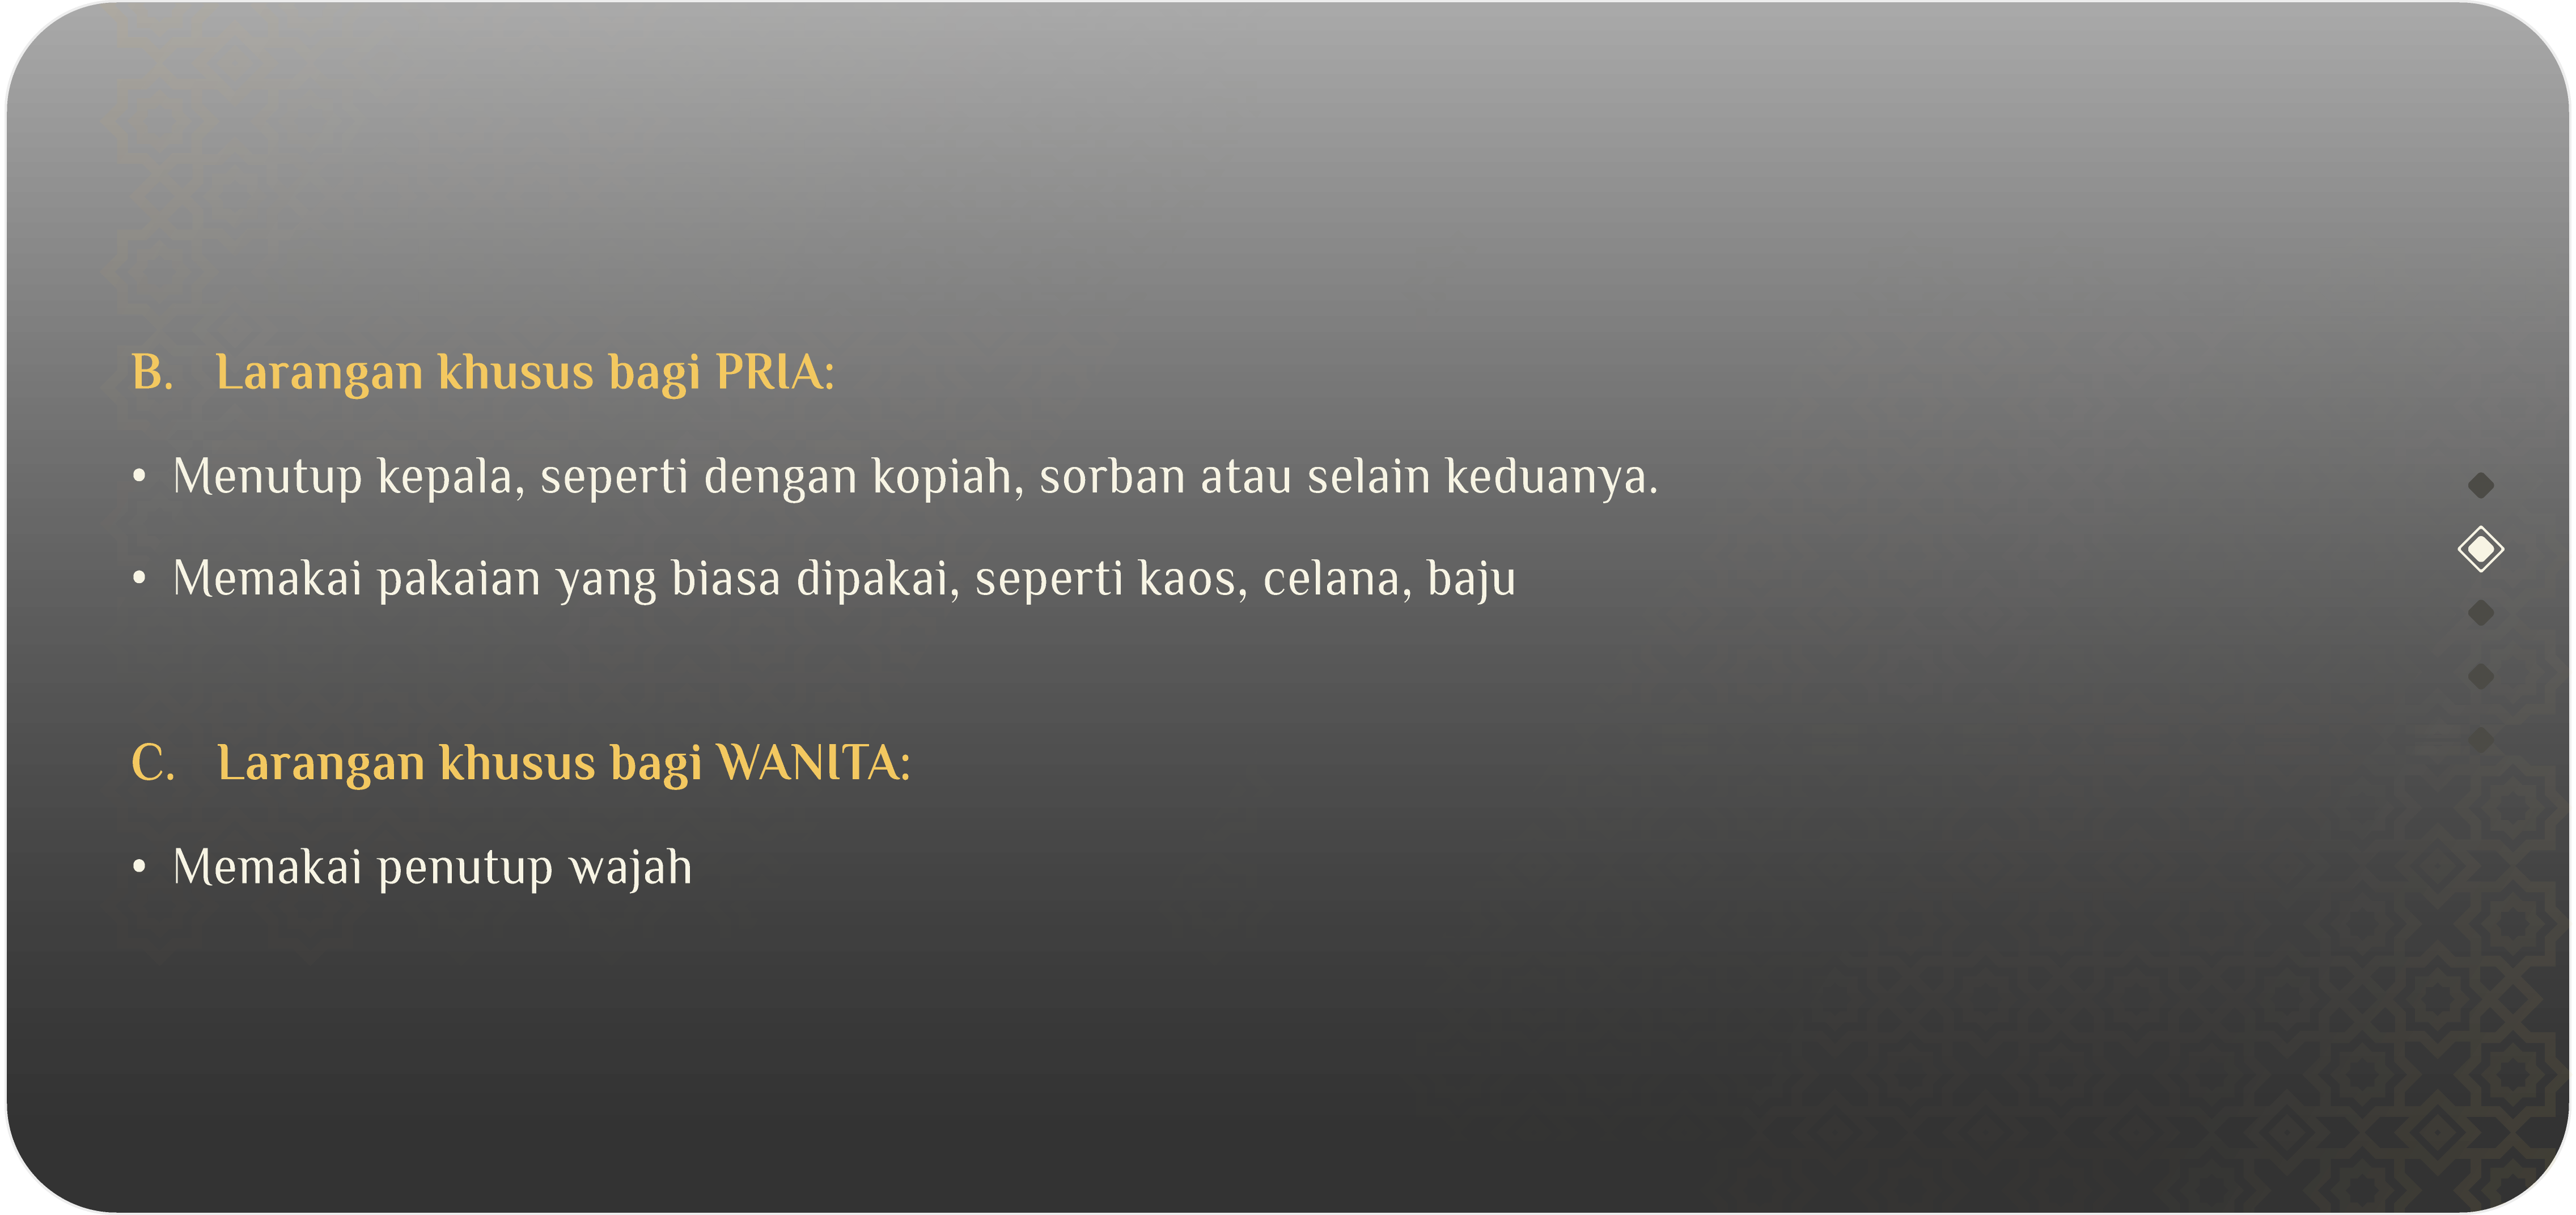 B. Larangan khusus bagi PRIA:
• Menutup kepala, seperti dengan kopiah, sorban atau selain keduanya.
• Memakai pakaian yang biasa dipakai, seperti kaos, celana, baju
C. Larangan khusus bagi WANITA:
• Memakai penutup wajah